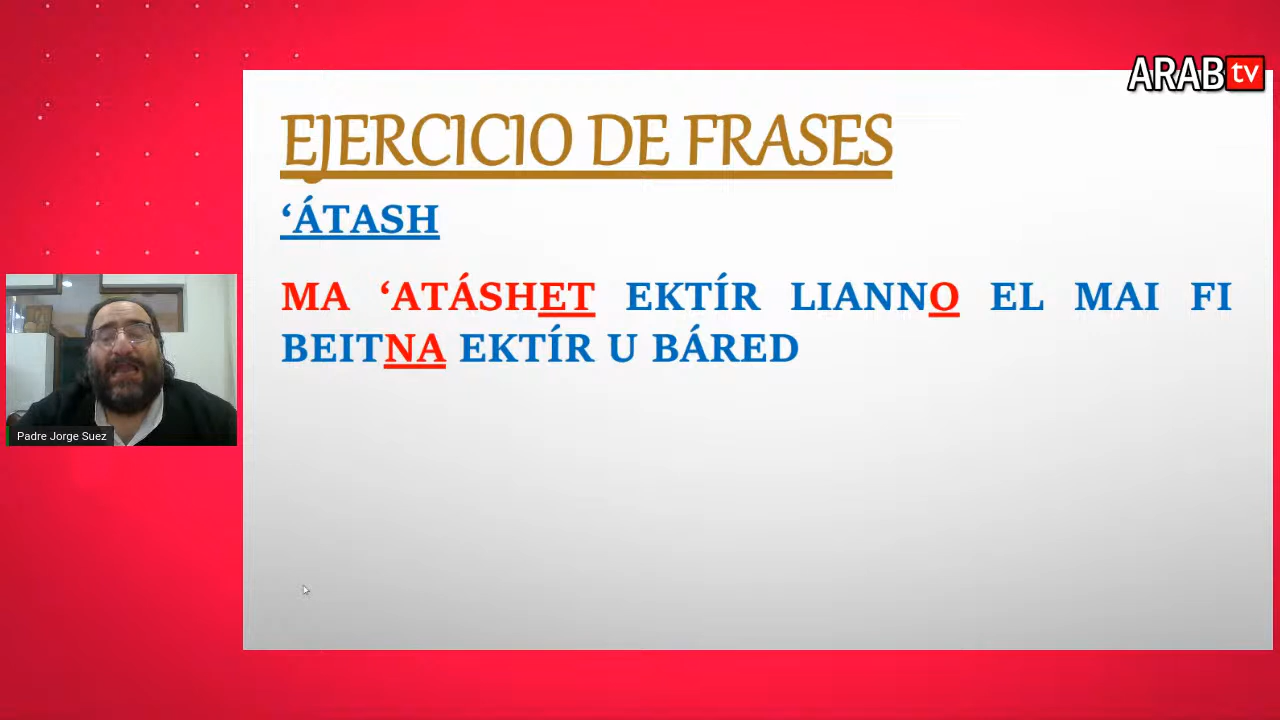 ARAB tv
EJERCICIO DE FRASES
‘ÁTASH
MA ‘ATÁSHET EKTÍR LIANNO EL MAI FI
BEITNA EKTÍR U BÁRED
Padre Jorge Suez